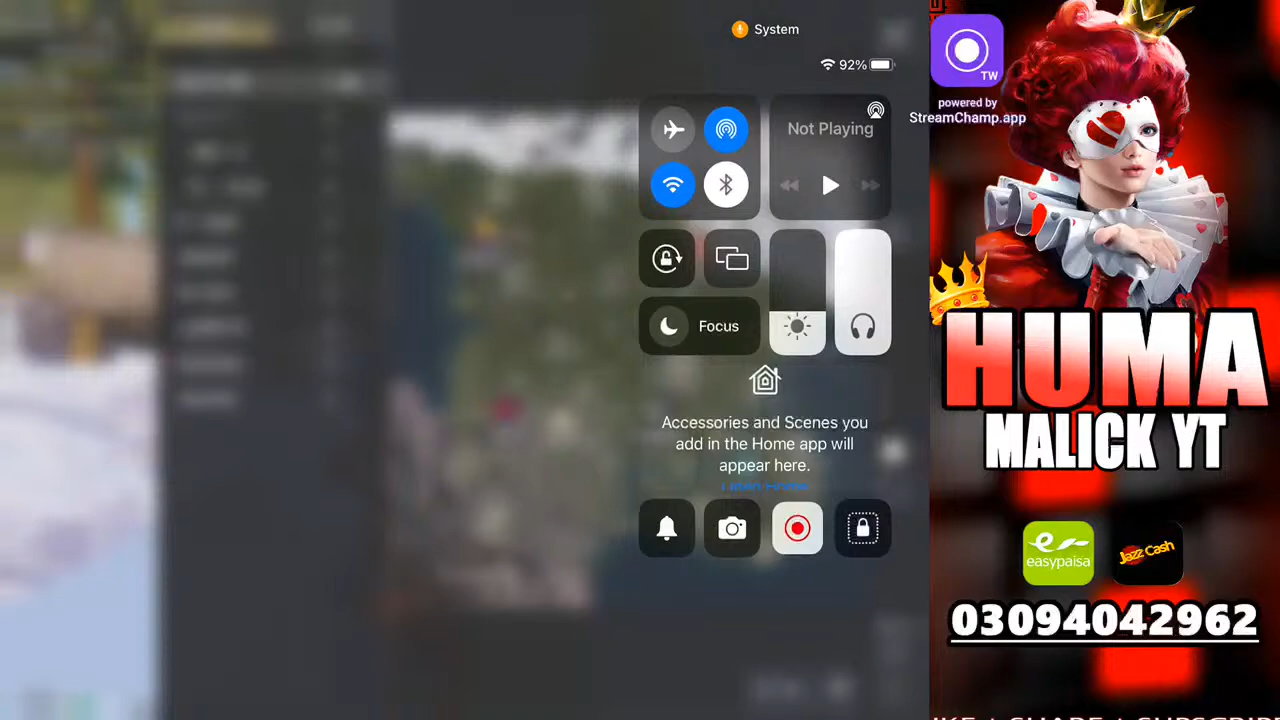 System
92%
Not Playing
Focus
Accessories and Scenes you
add in the Home app will
appear here.
TW
powered by
StreamChamp.app
HUMA
MALICK YT
easypaisa
Jazz Cash
03094042962